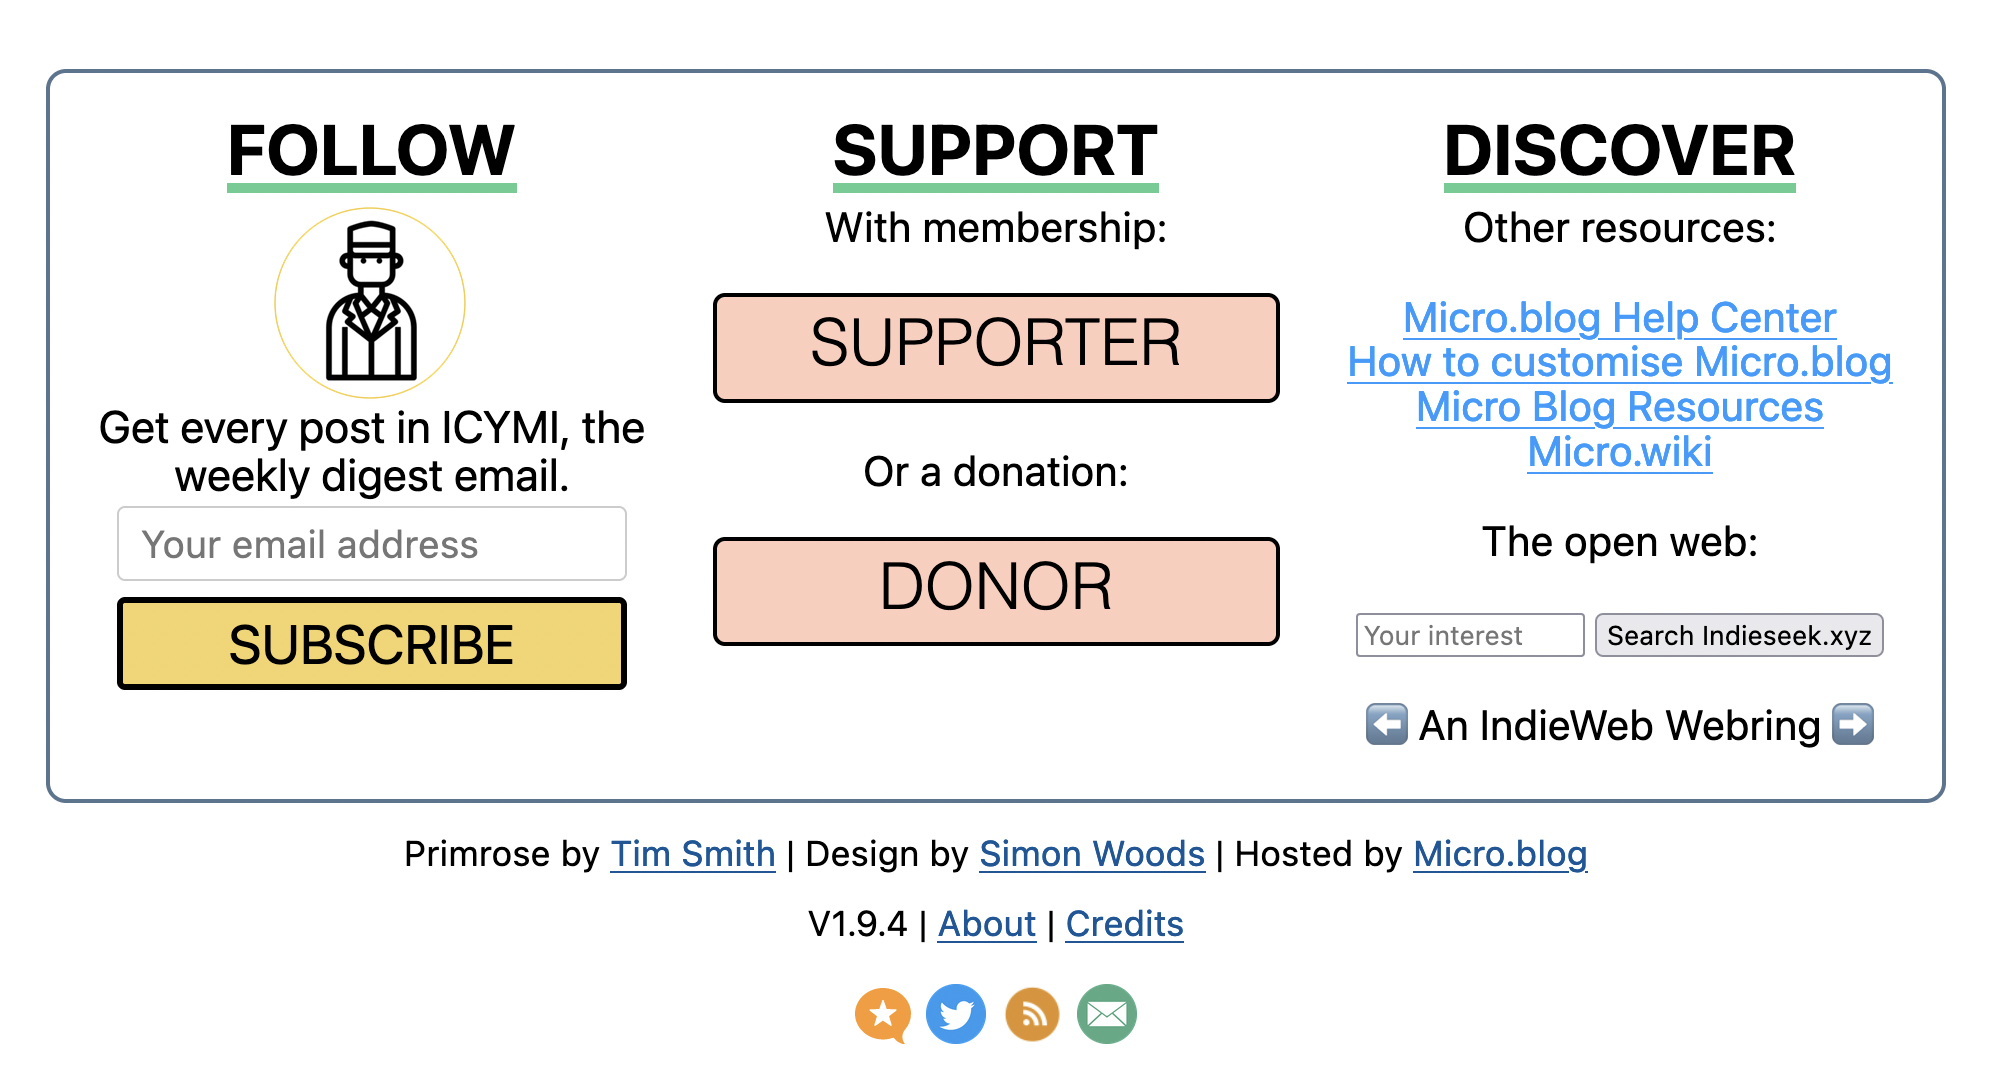 FOLLOW
Get every post in ICYMI, the
weekly digest email.
Your email address
SUBSCRIBE
SUPPORT
With membership:
SUPPORTER
Or a donation:
DONOR
DISCOVER
Other resources:
Micro.blog Help Center
How to customise Micro.blog
Micro Blog Resources
Micro.wiki
The open web:
Your interest Search Indieseek.xyz
⬅️ An IndieWeb Webring ➡️
Primrose by Tim Smith | Design by Simon Woods | Hosted by Micro.blog
V1.9.4 | About | Credits